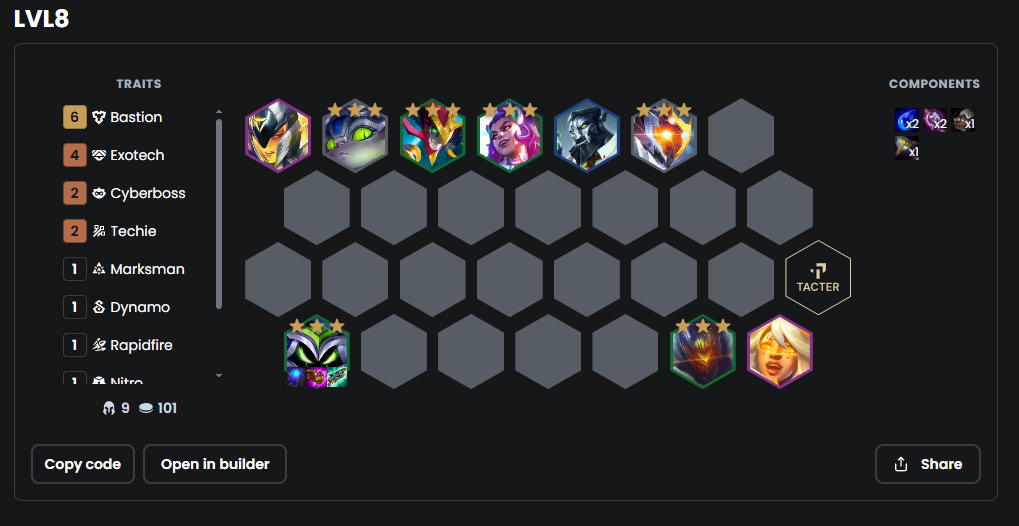 LVL8
TRAITS
COMPONENTS
6 Bastion
4 Exotech
2 Cyberboss
2 Techie
1 Marksman
1 Dynamo
1 Rapidfire
1 Nitro
9 101
x2 x2 x1
x1
TACTER
Copy code
Open in builder
Share